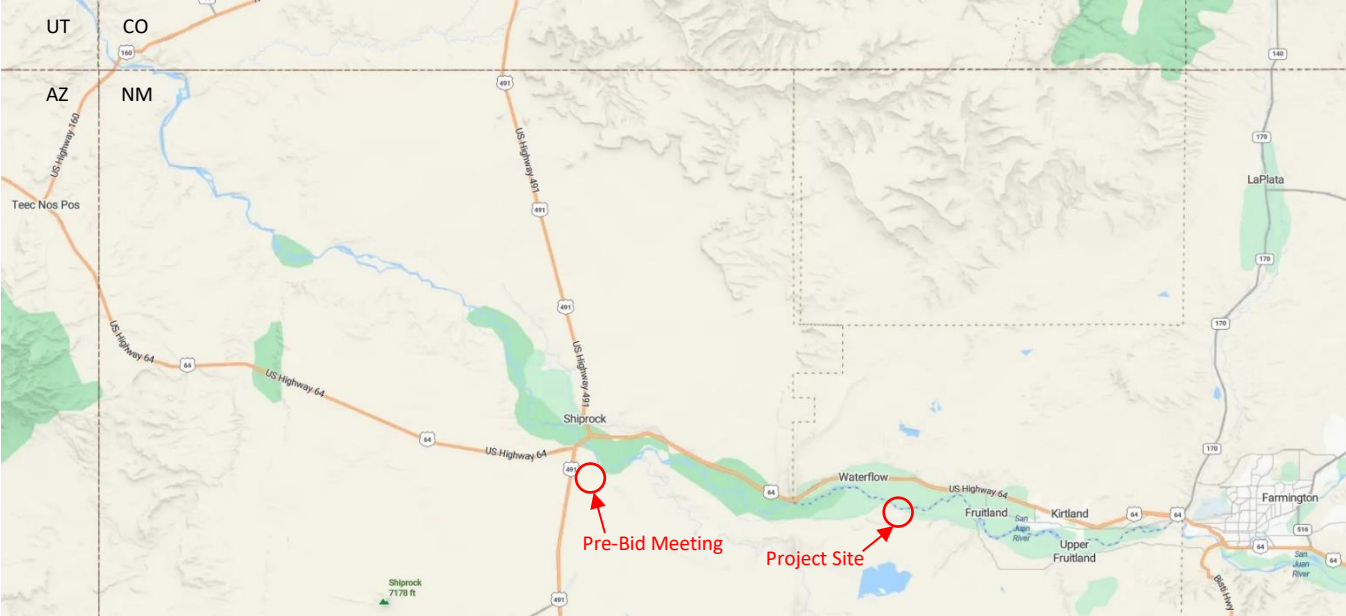 UT CO
160
AZ NM
140
491
US Highway 160
170
US Highway 491
LaPlata
Teec Nos Pos
491
170
491
170
US Highway 64
64
US Highway 64
US Highway 491
Shiprock
64
US Highway 64
170
491
Waterflow
64
US Highway 64
Farmington
Fruitland
San
Juan
River
Kirtland
64
64
516
Pre-Bid Meeting
Project Site
Upper
Fruitland
64
San
Juan
River
64
Shiprock
7178 ft
Bisti Hwy
491